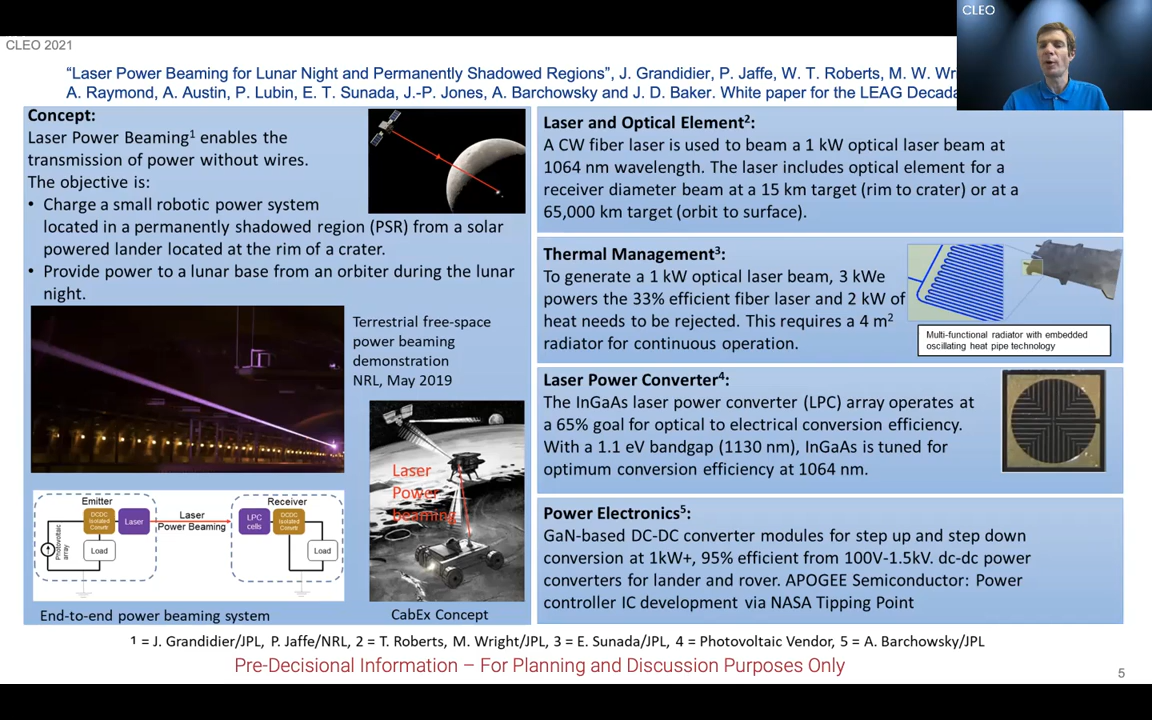 CLEO
CLEO 2021
“Laser Power Beaming for Lunar Night and Permanently Shadowed Regions”, J. Grandidier, P. Jaffe, W. T. Roberts, M. W. Wr
A. Raymond, A. Austin, P. Lubin, E. T. Sunada, J.-P. Jones, A. Barchowsky and J. D. Baker. White paper for the LEAG Decada
Concept:
Laser Power Beaming¹ enables the
transmission of power without wires.
The objective is:
• Charge a small robotic power system
located in a permanently shadowed region (PSR) from a solar
powered lander located at the rim of a crater.
• Provide power to a lunar base from an orbiter during the lunar
night.
Terrestrial free-space
power beaming
demonstration
NRL, May 2019
Laser
Power
beaming
Emitter
Photovoltaic
array
DCDC
Isolated
Convtr
Laser
Load
Laser
Power Beaming
Receiver
LPC
cells
DCDC
Isolated
Convtr
Load
End-to-end power beaming system
CabEx Concept
Laser and Optical Element²:
A CW fiber laser is used to beam a 1 kW optical laser beam at
1064 nm wavelength. The laser includes optical element for a
receiver diameter beam at a 15 km target (rim to crater) or at a
65,000 km target (orbit to surface).
Thermal Management³:
To generate a 1 kW optical laser beam, 3 kWe
powers the 33% efficient fiber laser and 2 kW of
heat needs to be rejected. This requires a 4 m²
radiator for continuous operation.
Multi-functional radiator with embedded
oscillating heat pipe technology
Laser Power Converter⁴:
The InGaAs laser power converter (LPC) array operates at
a 65% goal for optical to electrical conversion efficiency.
With a 1.1 eV bandgap (1130 nm), InGaAs is tuned for
optimum conversion efficiency at 1064 nm.
Power Electronics⁵:
GaN-based DC-DC converter modules for step up and step down
conversion at 1kW+, 95% efficient from 100V-1.5kV. dc-dc power
converters for lander and rover. APOGEE Semiconductor: Power
controller IC development via NASA Tipping Point
¹ = J. Grandidier/JPL, P. Jaffe/NRL, 2 = T. Roberts, M. Wright/JPL, 3 = E. Sunada/JPL, 4 = Photovoltaic Vendor, 5 = A. Barchowsky/JPL
Pre-Decisional Information – For Planning and Discussion Purposes Only
5